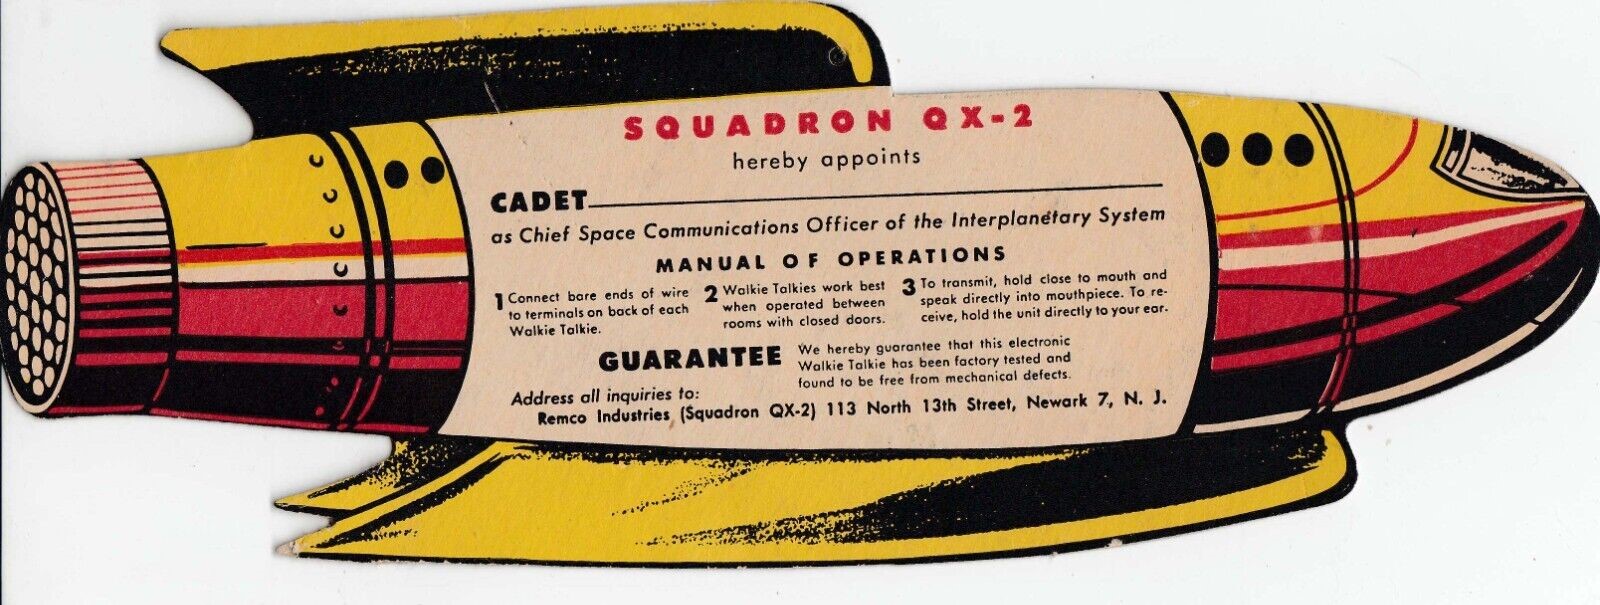 SQUADRON QX-2
hereby appoints
CADET
as Chief Space Communications Officer of the Interplanetary System
MANUAL OF OPERATIONS
1 Connect bare ends of wire
to terminals on back of each
Walkie Talkie.
2 Walkie Talkies work best
when operated between
rooms with closed doors.
3 To transmit, hold close to mouth and
speak directly into mouthpiece. To re-
ceive, hold the unit directly to your ear.
GUARANTEE
We hereby guarantee that this electronic
Walkie Talkie has been factory tested and
found to be free from mechanical defects.
Address all inquiries to:
Remco Industries, (Squadron QX-2) 113 North 13th Street, Newark 7, N. J.